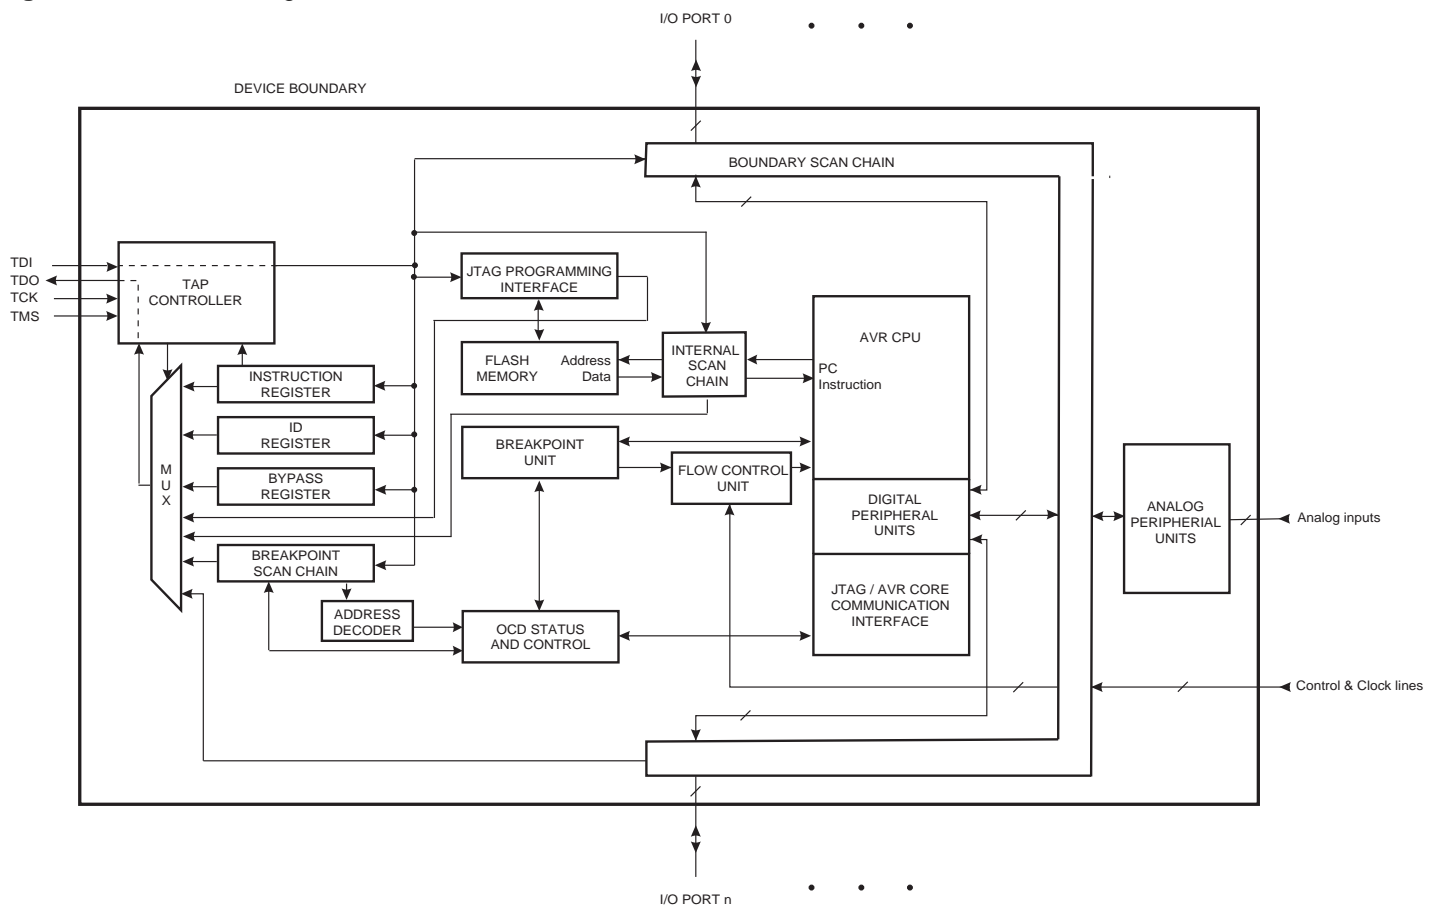 I/O PORT 0
DEVICE BOUNDARY
BOUNDARY SCAN CHAIN
TDI
TDO
TCK
TMS
TAP
CONTROLLER
JTAG PROGRAMMING
INTERFACE
AVR CPU
FLASH
MEMORY
Address
Data
INTERNAL
SCAN
CHAIN
PC
Instruction
INSTRUCTION
REGISTER
ID
REGISTER
BREAKPOINT
UNIT
FLOW CONTROL
UNIT
M
U
X
BYPASS
REGISTER
DIGITAL
PERIPHERAL
UNITS
ANALOG
PERIPHERIAL
UNITS
Analog inputs
BREAKPOINT
SCAN CHAIN
JTAG / AVR CORE
COMMUNICATION
INTERFACE
ADDRESS
DECODER
OCD STATUS
AND CONTROL
Control & Clock lines
I/O PORT n